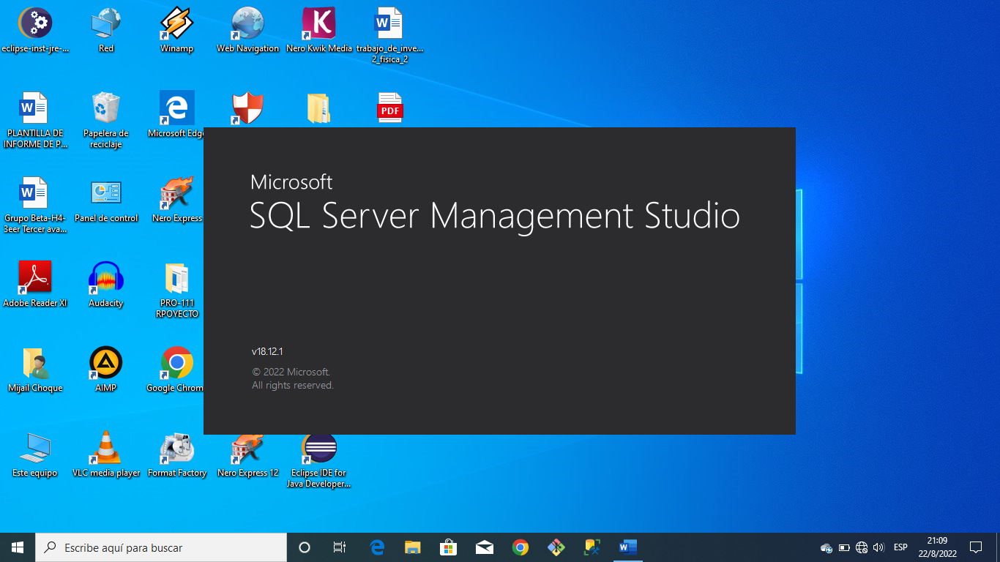 eclipse-inst-jre-...
Red
Winamp
Web Navigation
Nero Kwik Media
trabajo_de_inve...
2_fisica_2
PLANTILLA DE
INFORME DE P...
Papelera de
reciclaje
Microsoft Edge
PDF
Grupo Beta-H4-
3eer Tercer ava...
Panel de control
Nero Express
Microsoft
SQL Server Management Studio
Adobe Reader XI
Audacity
PRO-111
RPOYECTO
v18.12.1
© 2022 Microsoft.
All rights reserved.
Mijail Choque
AIMP
Google Chrom
Este equipo
VLC media player
Format Factory
Nero Express 12
Eclipse IDE for
Java Developer...
Escribe aquí para buscar
ESP
21:09
22/8/2022